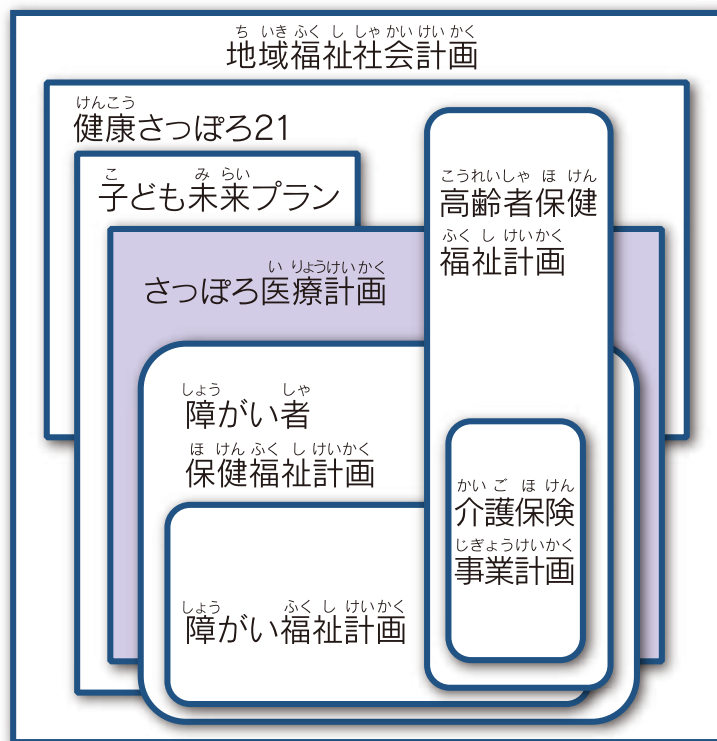 ち いき ふく し しゃ かい けい かく
地域福祉社会計画
けんこう
健康さっぽろ21
こ み らい
子ども未来プラン
こうれいしゃ ほ けん
高齢者保健
ふく し けいかく
福祉計画
い りょうけいかく
さっぽろ医療計画
しょう しゃ
障がい者
ほ けん ふく し けいかく
保健福祉計画
かい ご ほ けん
介護保険
じぎょうけいかく
事業計画
しょう ふく し けいかく
障がい福祉計画